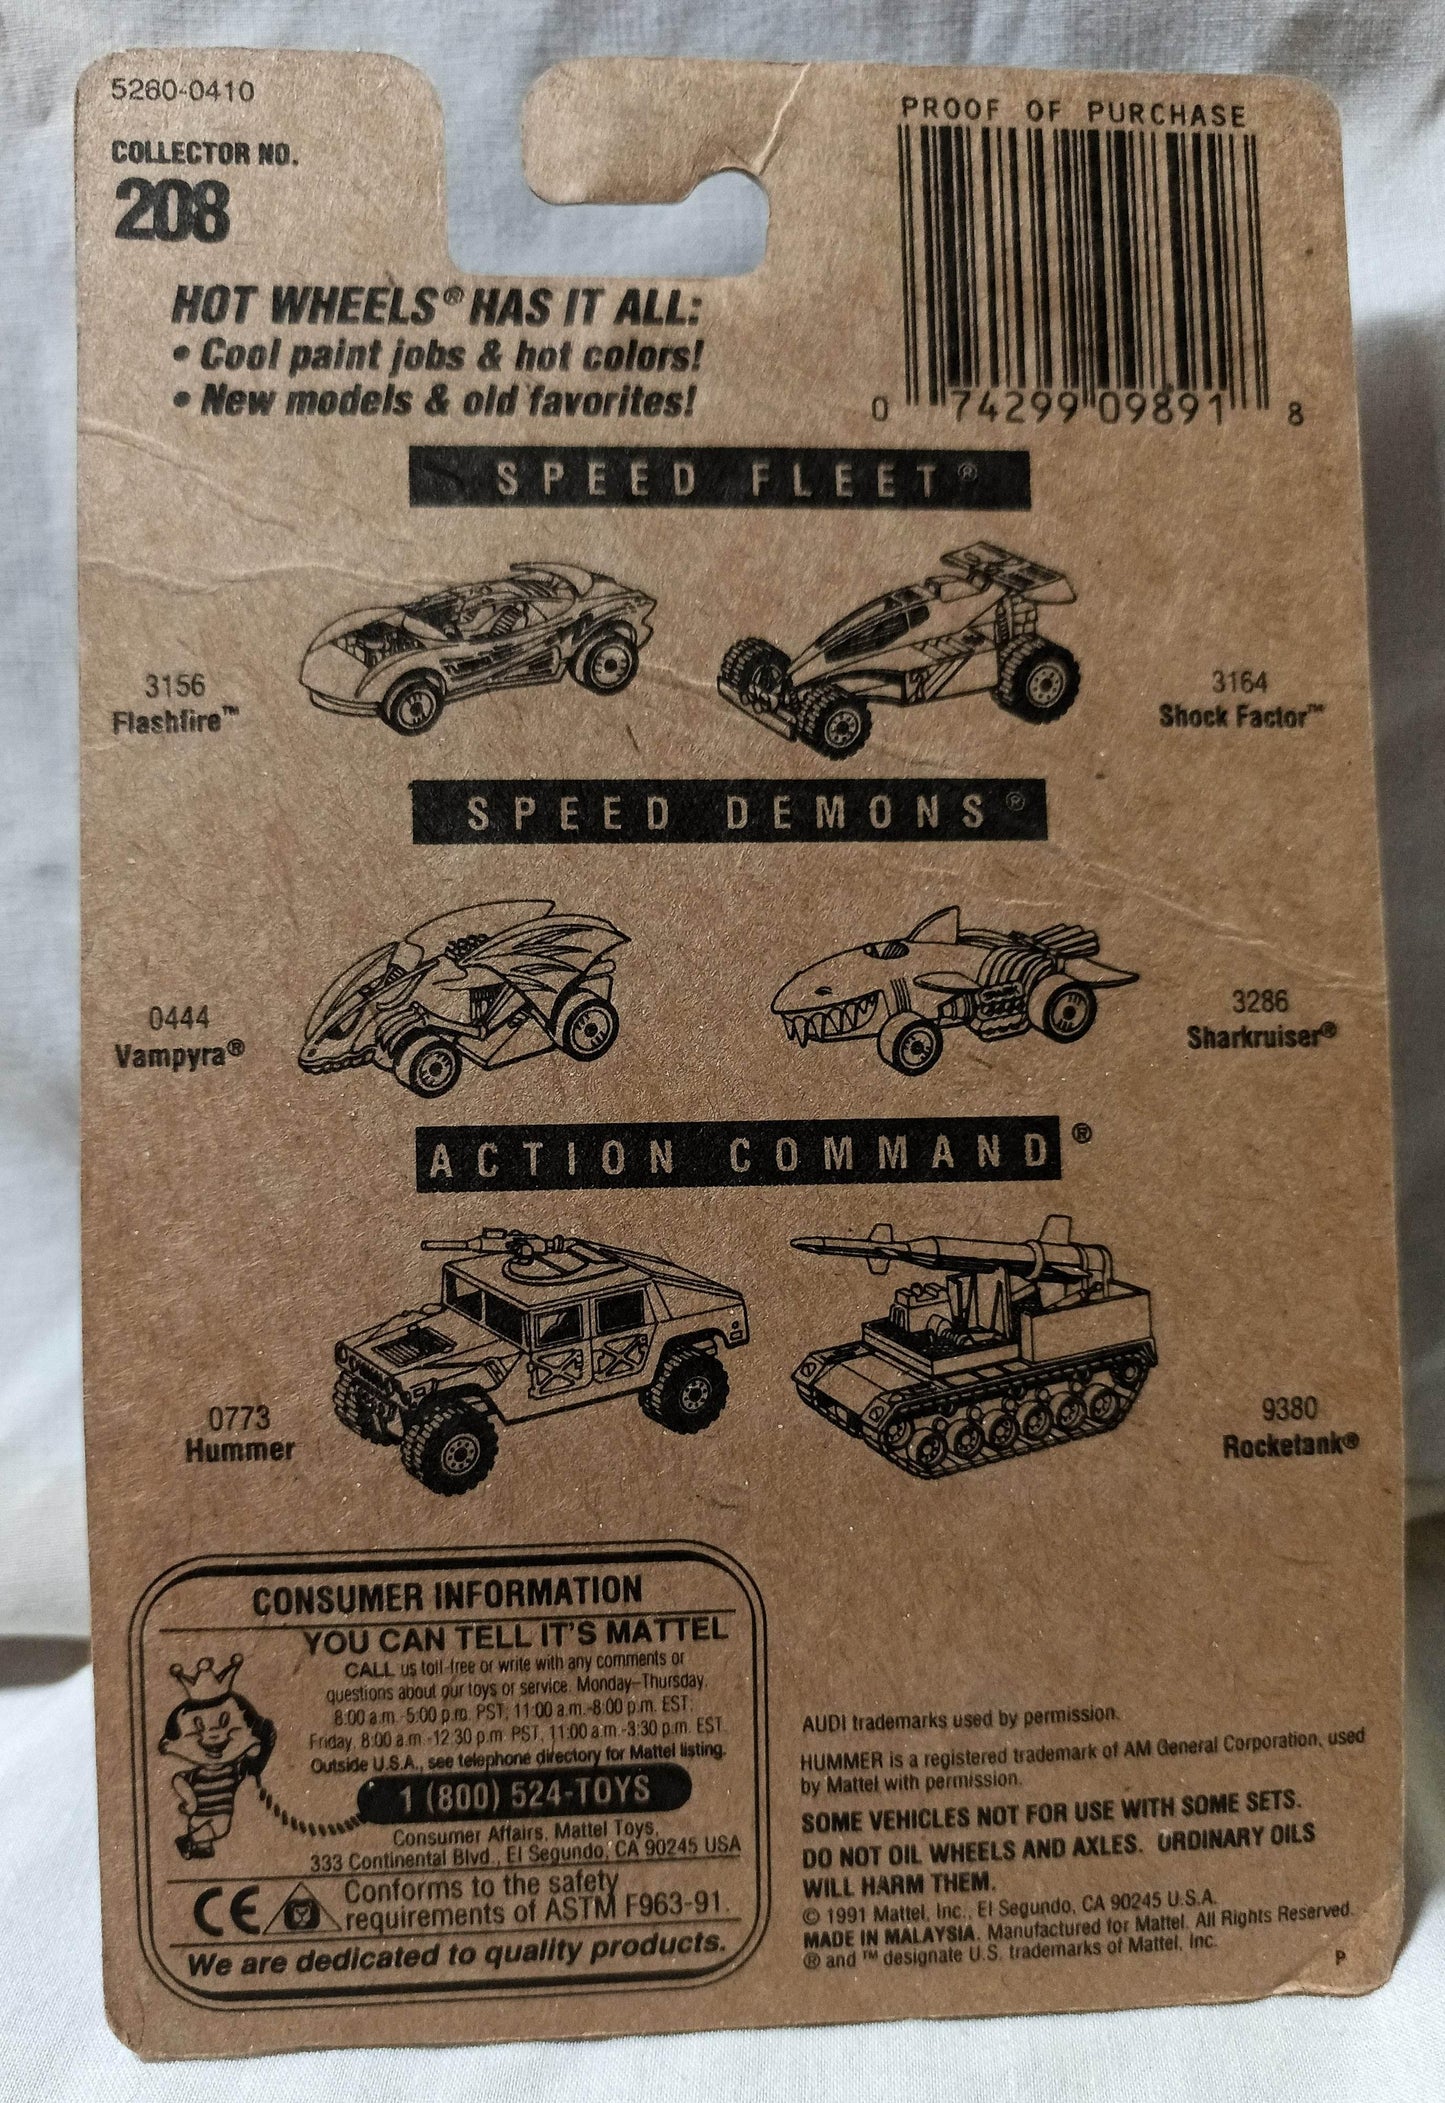 5260-0410
COLLECTOR NO.
208
PROOF OF PURCHASE
0 74299 09891 8
HOT WHEELS® HAS IT ALL:
• Cool paint jobs & hot colors!
• New models & old favorites!
SPEED FLEET®
3156
Flashfire™
3164
Shock Factor™
SPEED DEMONS®
0444
Vampyra®
3286
Sharkruiser®
ACTION COMMAND®
0773
Hummer
9380
Rocketank®
CONSUMER INFORMATION
YOU CAN TELL IT'S MATTEL
CALL us toll-free or write with any comments or
questions about our toys or service. Monday–Thursday,
8:00 a.m.-5:00 p.m. PST; 11:00 a.m.-8:00 p.m. EST;
Friday, 8:00 a.m.-12:30 p.m. PST, 11:00 a.m.-3:30 p.m. EST.
Outside U.S.A., see telephone directory for Mattel listing.
1 (800) 524-TOYS
Consumer Affairs, Mattel Toys,
333 Continental Blvd., El Segundo, CA 90245 USA
CE Conforms to the safety
requirements of ASTM F963-91.
We are dedicated to quality products.
AUDI trademarks used by permission.
HUMMER is a registered trademark of AM General Corporation, used
by Mattel with permission.
SOME VEHICLES NOT FOR USE WITH SOME SETS.
DO NOT OIL WHEELS AND AXLES. ORDINARY OILS
WILL HARM THEM.
© 1991 Mattel, Inc., El Segundo, CA 90245 U.S.A.
MADE IN MALAYSIA. Manufactured for Mattel. All Rights Reserved.
® and ™ designate U.S. trademarks of Mattel, Inc.
P